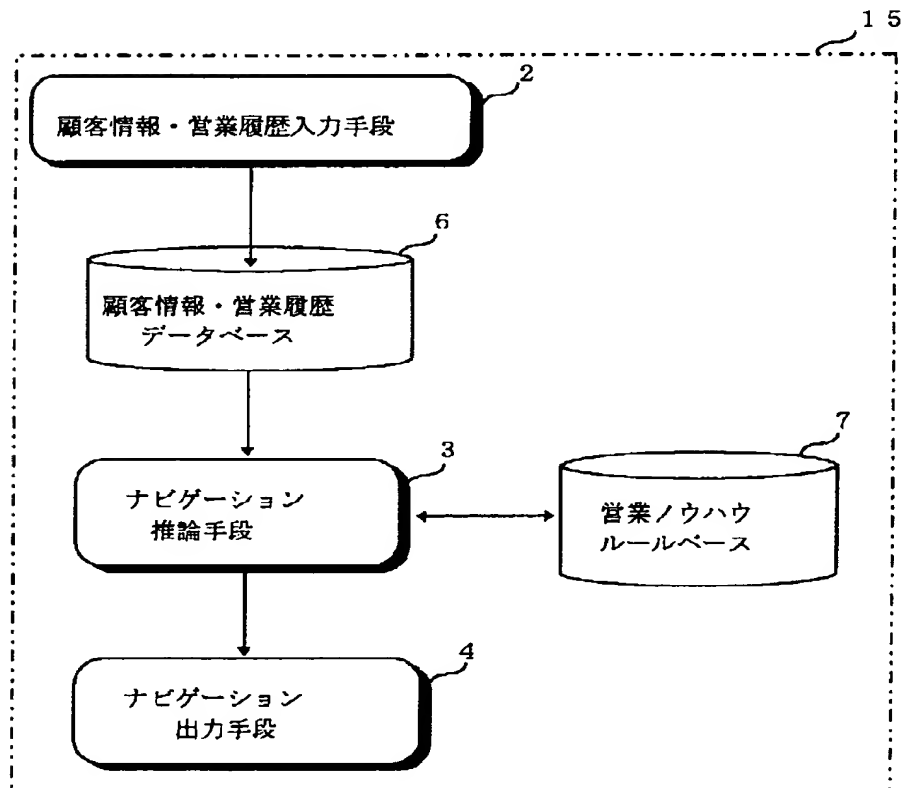 １５
2
顧客情報・営業履歴入力手段
6
顧客情報・営業履歴
データベース
3
7
ナビゲーション
推論手段
営業ノウハウ
ルールベース
4
ナビゲーション
出力手段